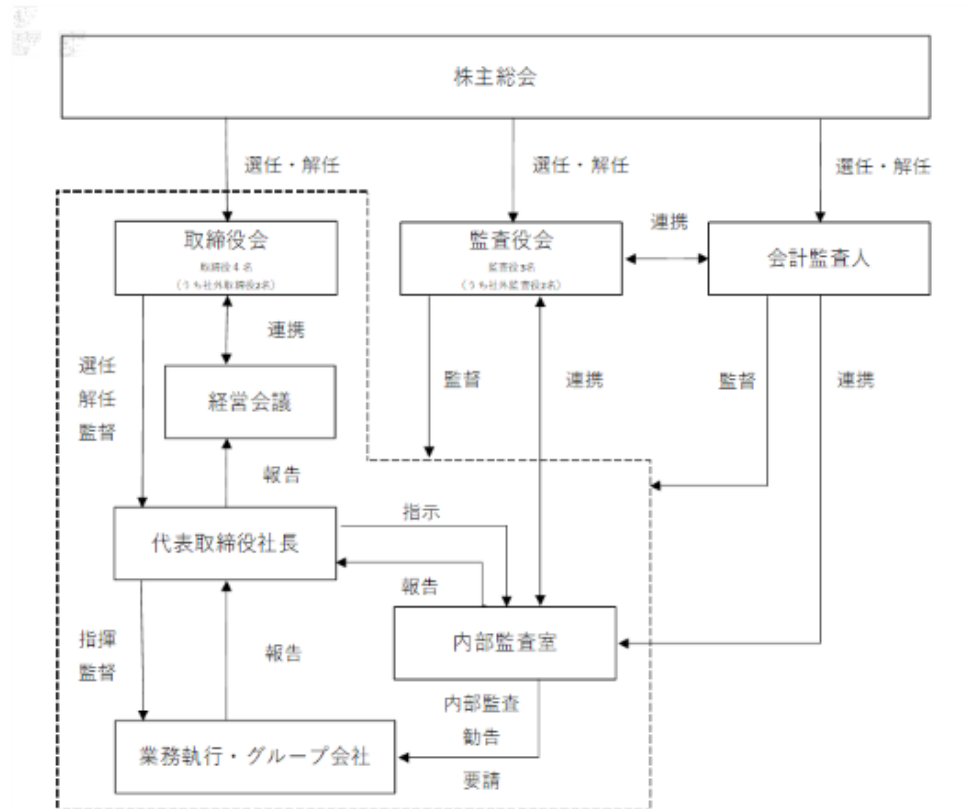 株主総会
選任・解任
選任・解任
選任・解任
取締役会
取締役4名
(うち社外取締役2名)
監査役会
監査役3名
(うち社外監査役2名)
連携
会計監査人
連携
選任
解任
監督
経営会議
監督
連携
監督
連携
報告
代表取締役社長
指示
報告
内部監査室
指揮
監督
報告
内部監査
勧告
要請
業務執行・グループ会社